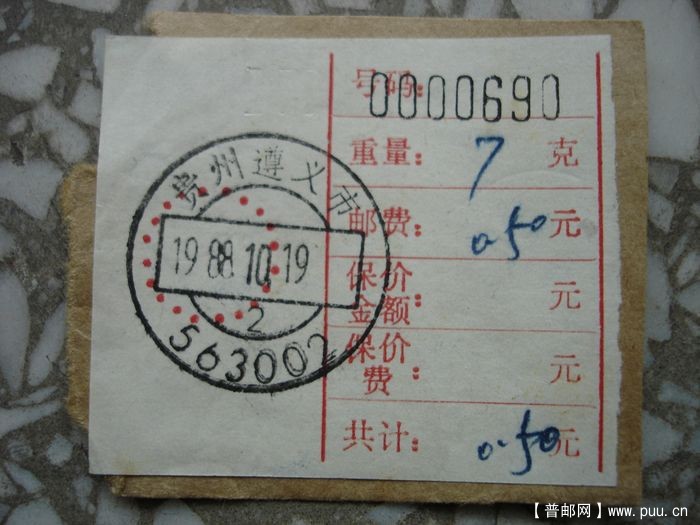 号码: 0000690
重量: 7 克
邮费: 0.50 元
保价金额: 元
保价费: 元
共计: 0.50 元
贵州遵义市
1988.10.19
2
563002
【普邮网】www.puu.cn